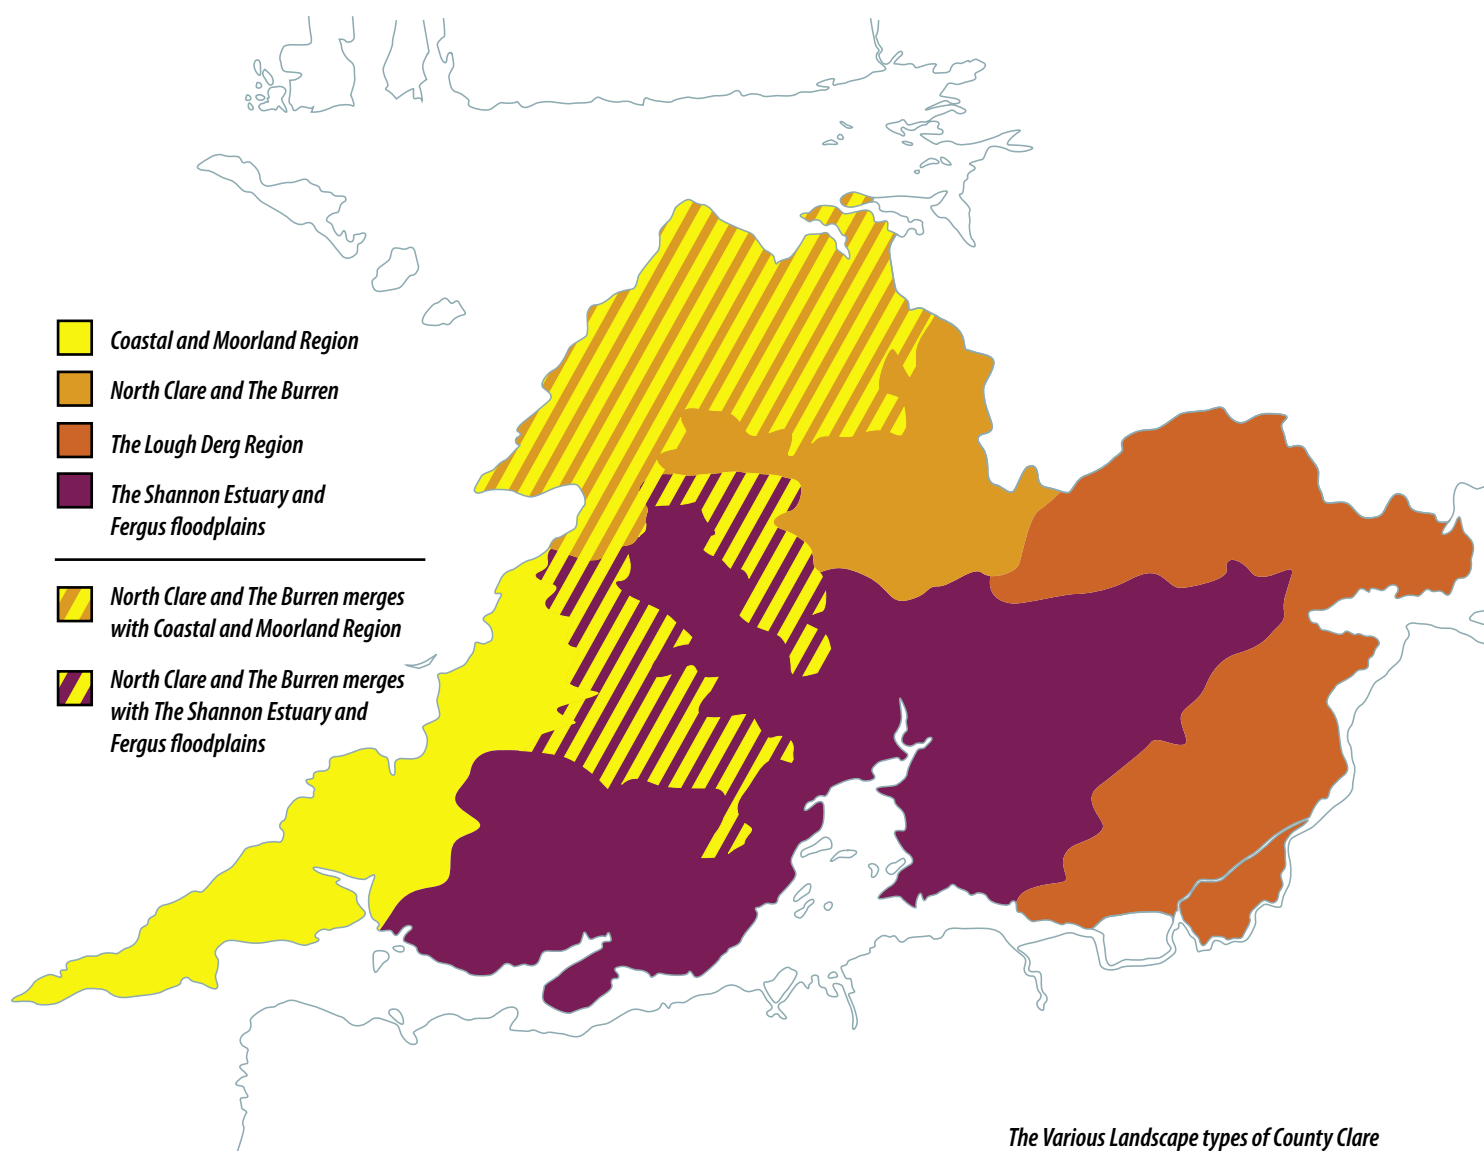 Coastal and Moorland Region
North Clare and The Burren
The Lough Derg Region
The Shannon Estuary and
Fergus floodplains
North Clare and The Burren merges
with Coastal and Moorland Region
North Clare and The Burren merges
with The Shannon Estuary and
Fergus floodplains
The Various Landscape types of County Clare